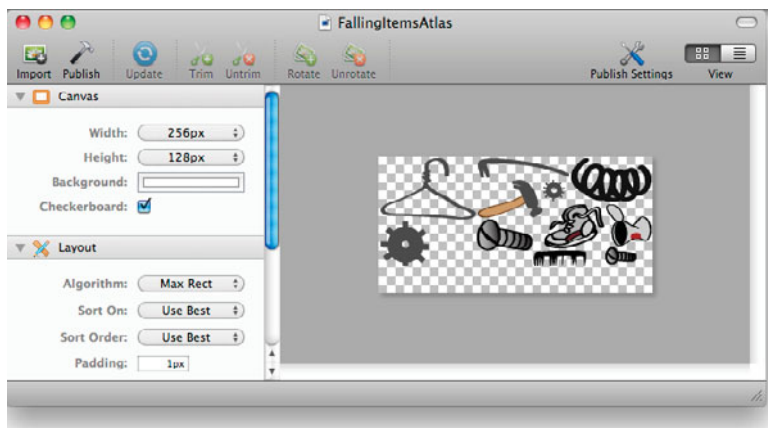 FallingItemsAtlas
Import Publish Update Trim Untrim Rotate Unrotate Publish Settings View
Canvas
Width: 256px
Height: 128px
Background:
Checkerboard:
Layout
Algorithm: Max Rect
Sort On: Use Best
Sort Order: Use Best
Padding: 1px